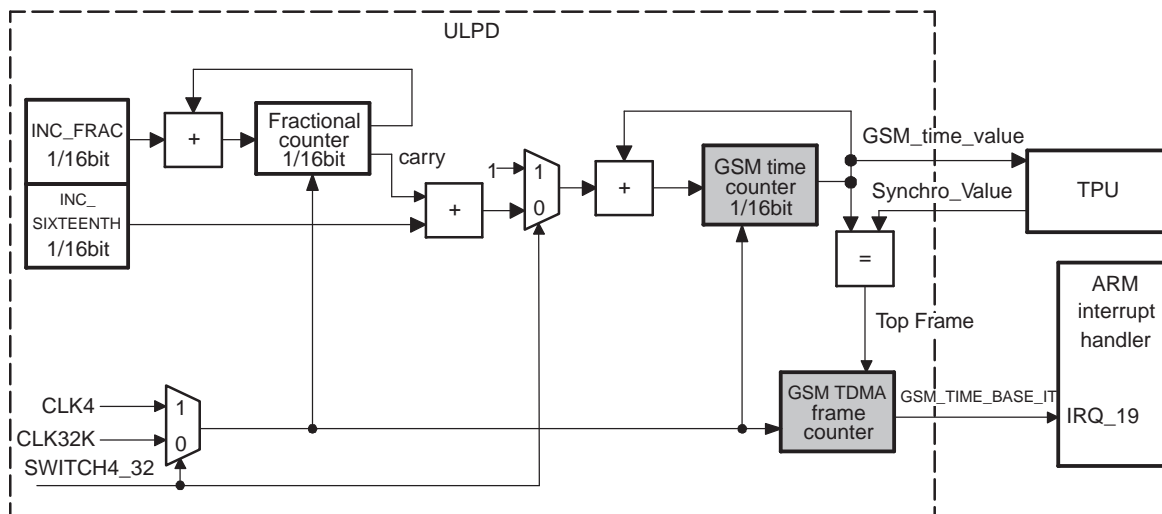 ULPD
INC_FRAC
1/16bit
+
Fractional
counter
1/16bit
carry
INC_
SIXTEENTH
1/16bit
+
1
1
0
+
GSM time
counter
1/16bit
GSM_time_value
Synchro_Value
TPU
=
Top Frame
ARM
interrupt
handler
IRQ_19
CLK4
1
CLK32K
0
SWITCH4_32
GSM TDMA
frame
counter
GSM_TIME_BASE_IT